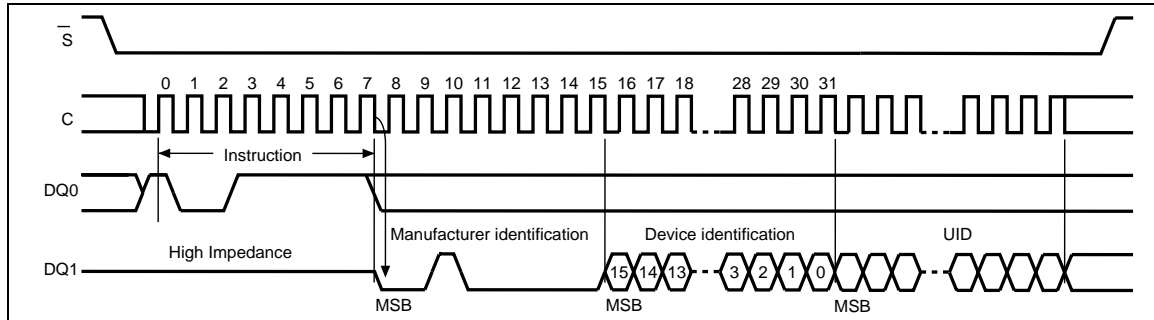 S
0 1 2 3 4 5 6 7 8 9 10 11 12 13 14 15 16 17 18 28 29 30 31
C
Instruction
DQ0
Manufacturer identification Device identification UID
High Impedance
DQ1
15 14 13 3 2 1 0
MSB MSB MSB